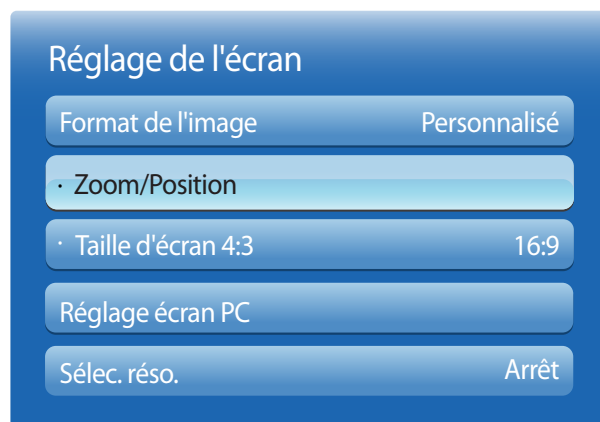 Réglage de l'écran
Format de l'image Personnalisé
· Zoom/Position
· Taille d'écran 4:3 16:9
Réglage écran PC
Sélec. réso. Arrêt